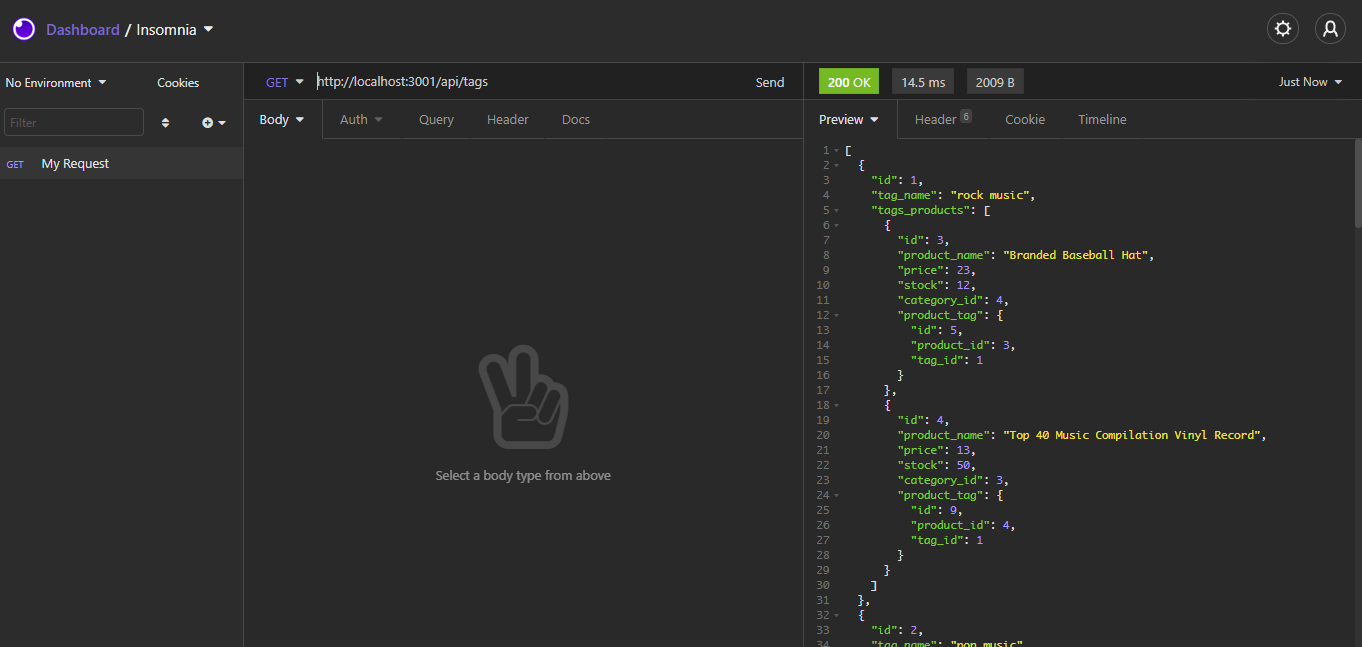 Dashboard / Insomnia
No Environment
Cookies
Filter
GET My Request
GET http://localhost:3001/api/tags Send
Body Auth Query Header Docs
Select a body type from above
200 OK 14.5 ms 2009 B Just Now
Preview Header 6 Cookie Timeline
1 [
2 {
3 "id": 1,
4 "tag_name": "rock music",
5 "tags_products": [
6 {
7 "id": 3,
8 "product_name": "Branded Baseball Hat",
9 "price": 23,
10 "stock": 12,
11 "category_id": 4,
12 "product_tag": {
13 "id": 5,
14 "product_id": 3,
15 "tag_id": 1
16 }
17 },
18 {
19 "id": 4,
20 "product_name": "Top 40 Music Compilation Vinyl Record",
21 "price": 13,
22 "stock": 50,
23 "category_id": 3,
24 "product_tag": {
25 "id": 9,
26 "product_id": 4,
27 "tag_id": 1
28 }
29 }
30 ]
31 },
32 {
33 "id": 2,
34 "tag_name": "pop music"